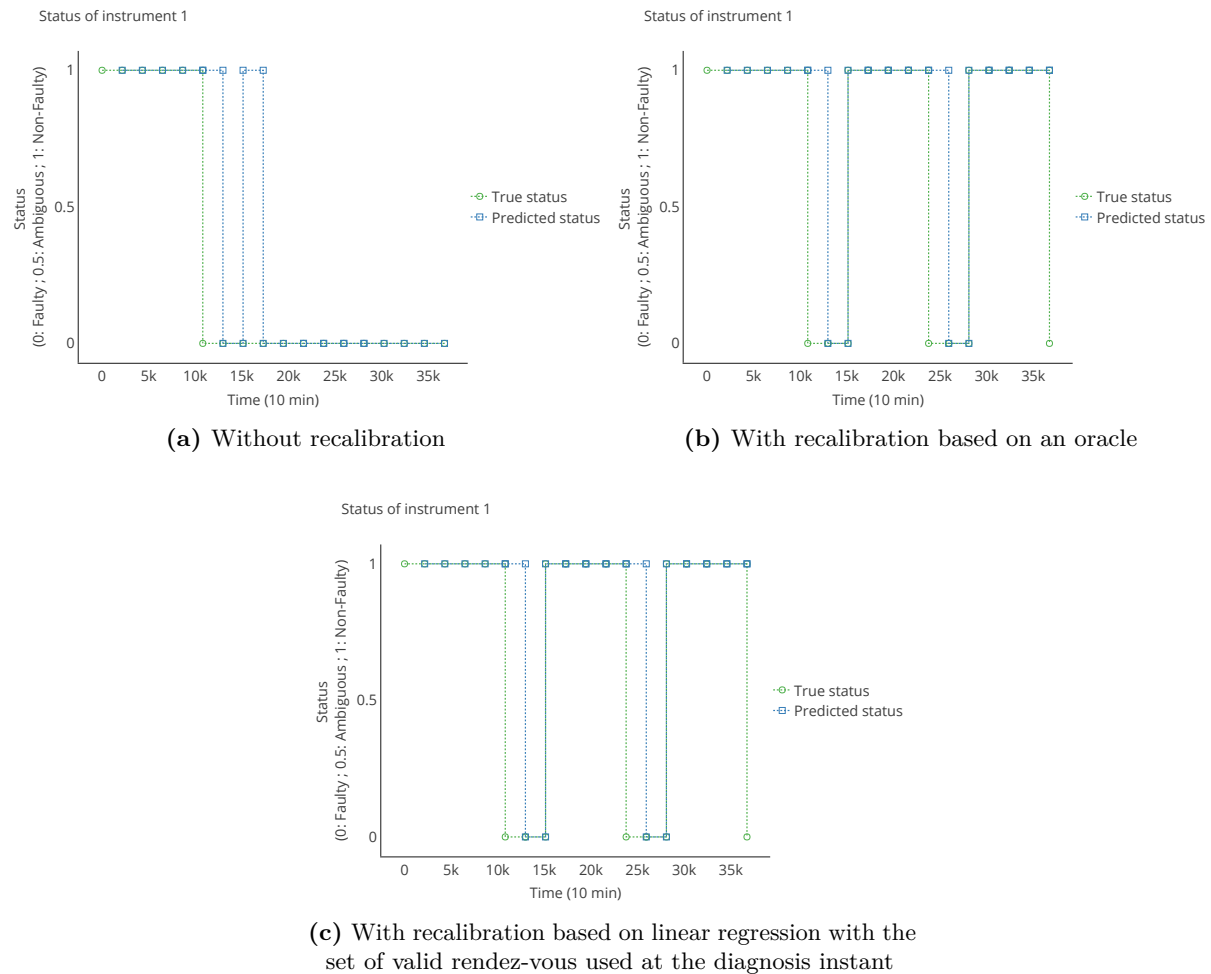 Status of instrument 1
Status
(0: Faulty ; 0.5: Ambiguous ; 1: Non-Faulty)
1
0.5
0
0 5k 10k 15k 20k 25k 30k 35k
Time (10 min)
True status
Predicted status
(a) Without recalibration
Status of instrument 1
Status
(0: Faulty ; 0.5: Ambiguous ; 1: Non-Faulty)
1
0.5
0
0 5k 10k 15k 20k 25k 30k 35k
Time (10 min)
True status
Predicted status
(b) With recalibration based on an oracle
Status of instrument 1
Status
(0: Faulty ; 0.5: Ambiguous ; 1: Non-Faulty)
1
0.5
0
0 5k 10k 15k 20k 25k 30k 35k
Time (10 min)
True status
Predicted status
(c) With recalibration based on linear regression with the
set of valid rendez-vous used at the diagnosis instant